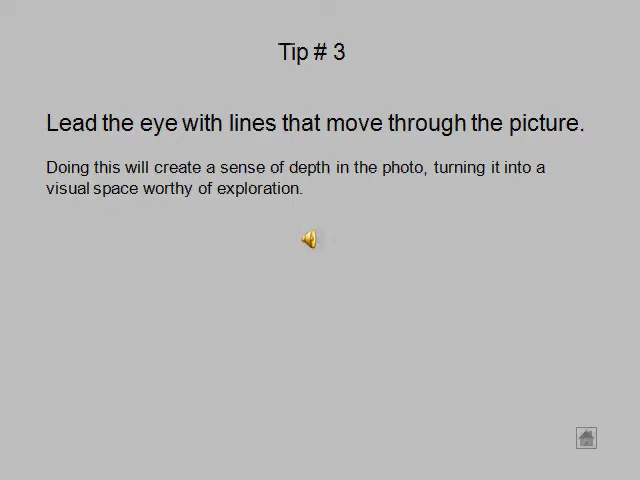 Tip # 3
Lead the eye with lines that move through the picture.
Doing this will create a sense of depth in the photo, turning it into a
visual space worthy of exploration.